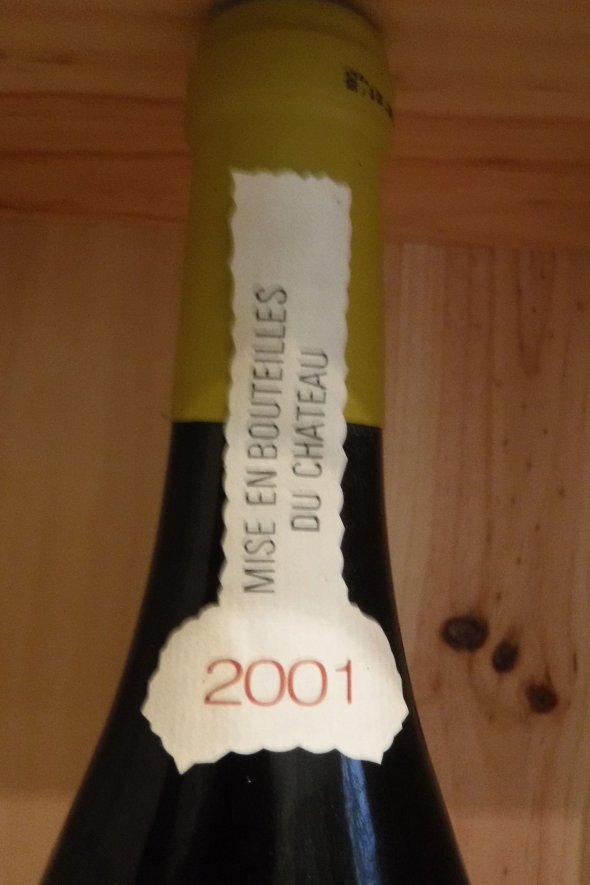 MISE EN BOUTEILLES
DU CHATEAU
2001